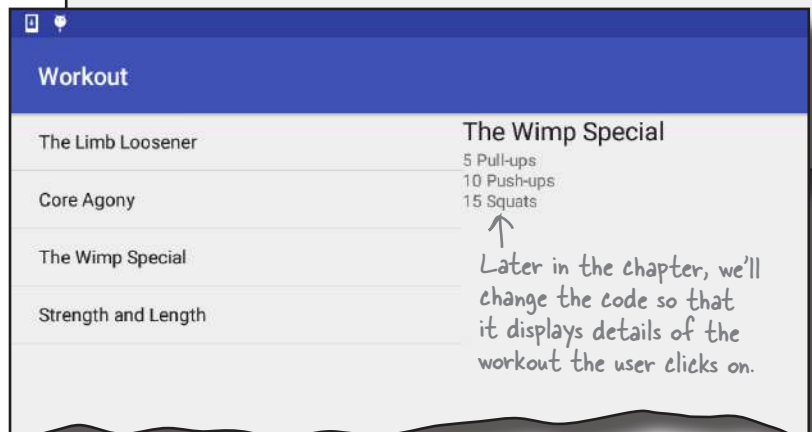 Workout
The Limb Loosener
Core Agony
The Wimp Special
Strength and Length
The Wimp Special
5 Pull-ups
10 Push-ups
15 Squats
Later in the chapter, we'll
change the code so that
it displays details of the
workout the user clicks on.